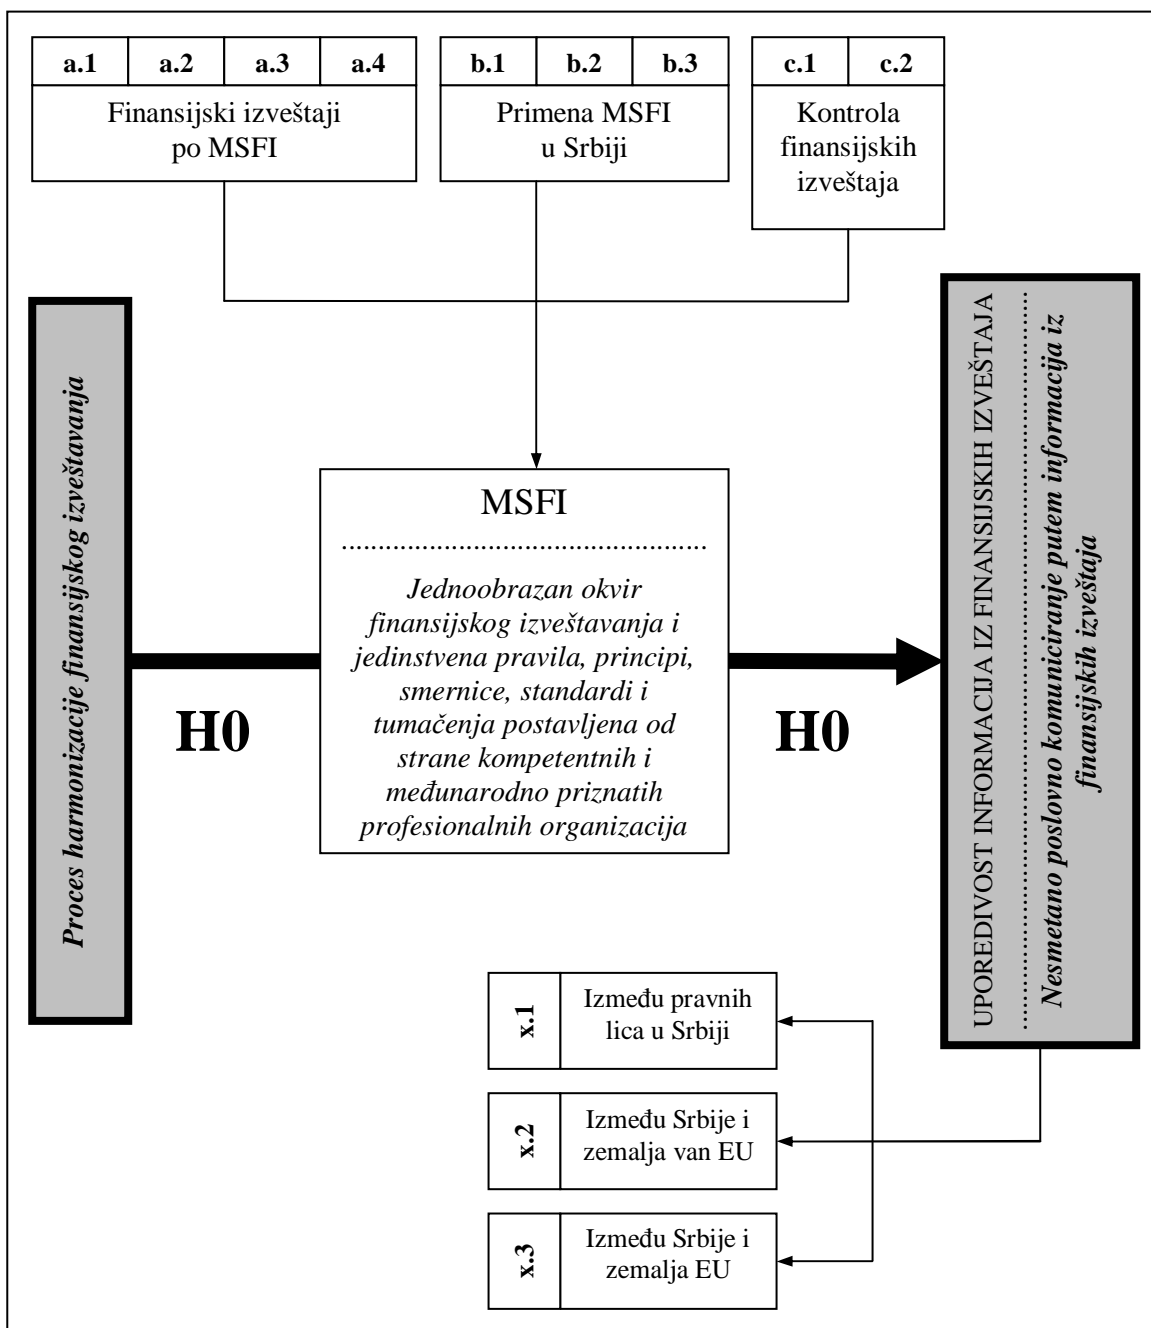 a.1 a.2 a.3 a.4
Finansijski izveštaji
po MSFI
b.1 b.2 b.3
Primena MSFI
u Srbiji
c.1 c.2
Kontrola
finansijskih
izveštaja
Proces harmonizacije finansijskog izveštavanja
H0
MSFI
Jednoobrazan okvir
finansijskog izveštavanja i
jedinstvena pravila, principi,
smernice, standardi i
tumačenja postavljena od
strane kompetentnih i
međunarodno priznatih
profesionalnih organizacija
H0
UPOREDIVOST INFORMACIJA IZ FINANSIJSKIH IZVEŠTAJA
Nesmetano poslovno komuniciranje putem informacija iz
finansijskih izveštaja
x.1
Između pravnih
lica u Srbiji
x.2
Između Srbije i
zemalja van EU
x.3
Između Srbije i
zemalja EU